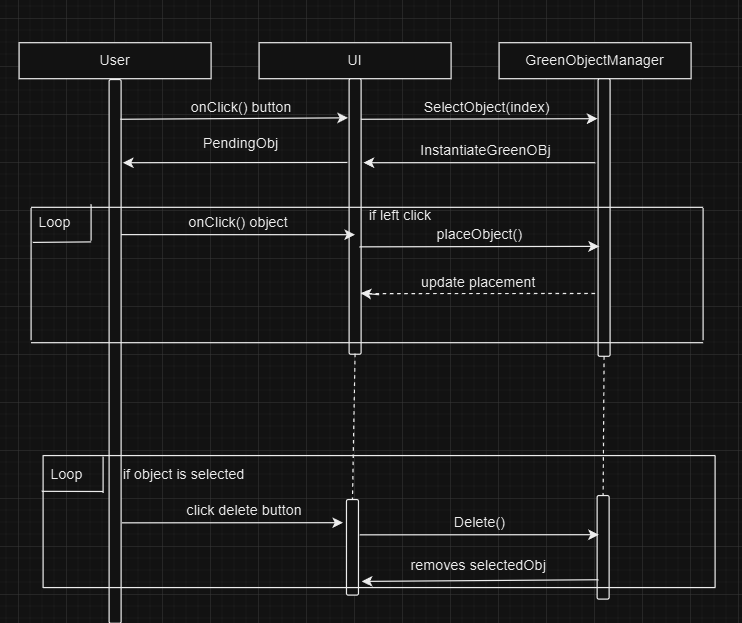 User
UI
GreenObjectManager
onClick() button
SelectObject(index)
PendingObj
InstantiateGreenOBj
Loop
onClick() object
if left click
placeObject()
update placement
Loop
if object is selected
click delete button
Delete()
removes selectedObj